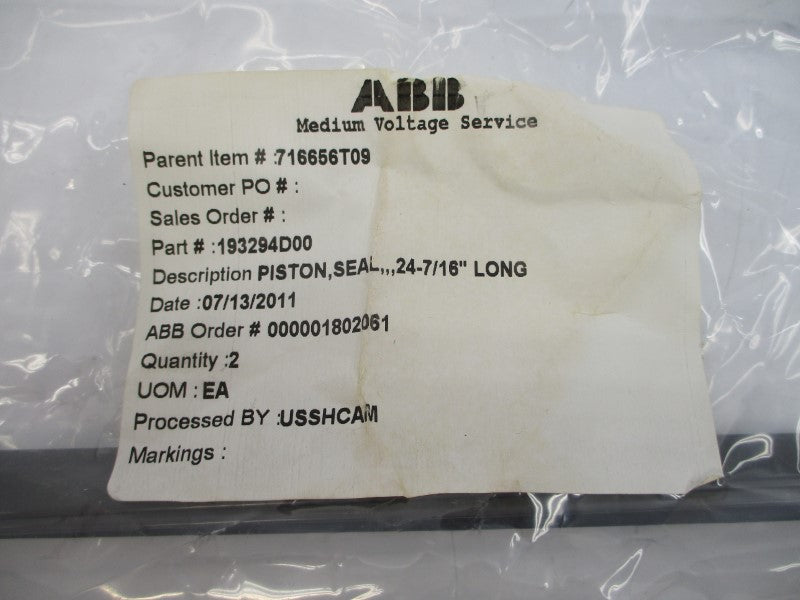 ABB
Medium Voltage Service
Parent Item # :716656T09
Customer PO # :
Sales Order # :
Part # :193294D00
Description PISTON,SEAL,,,24-7/16" LONG
Date :07/13/2011
ABB Order # 000001802061
Quantity :2
UOM : EA
Processed BY :USSHCAM
Markings :